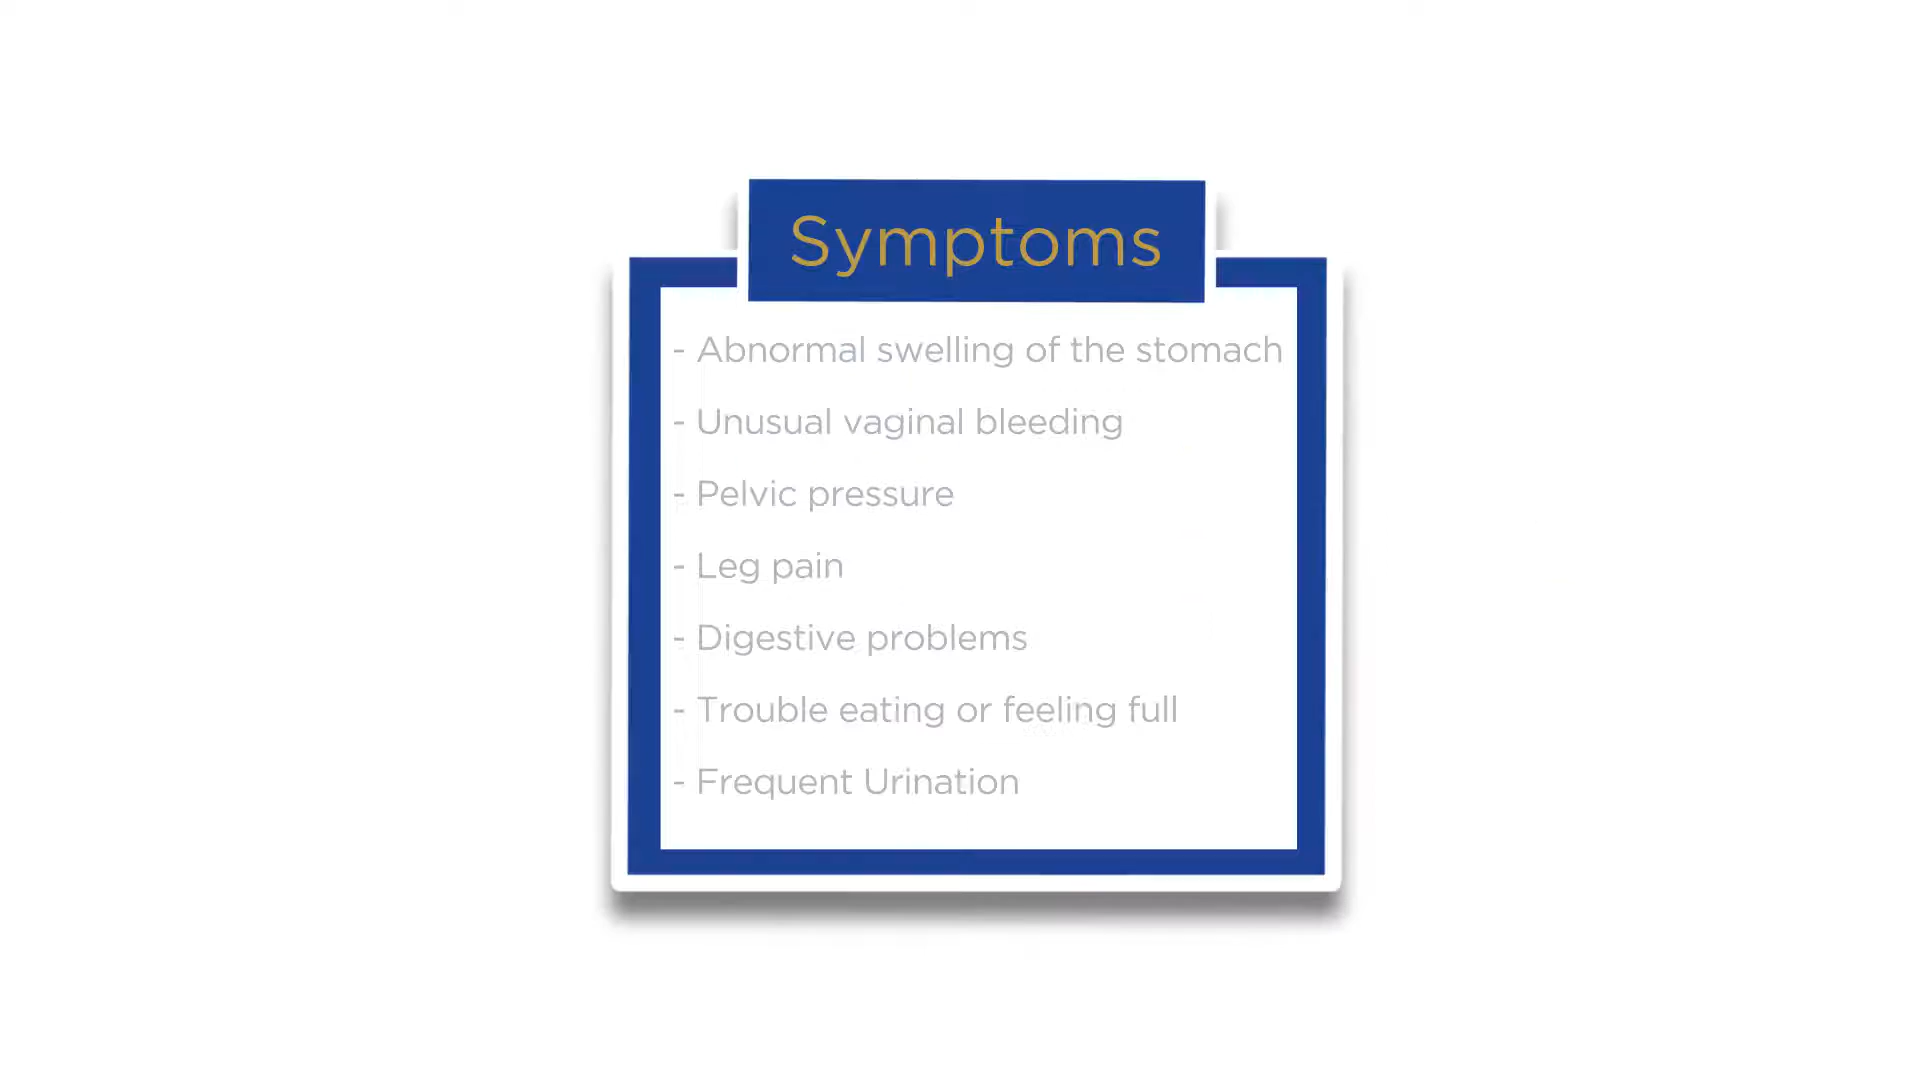 Symptoms
- Abnormal swelling of the stomach
- Unusual vaginal bleeding
- Pelvic pressure
- Leg pain
- Digestive problems
- Trouble eating or feeling full
- Frequent Urination